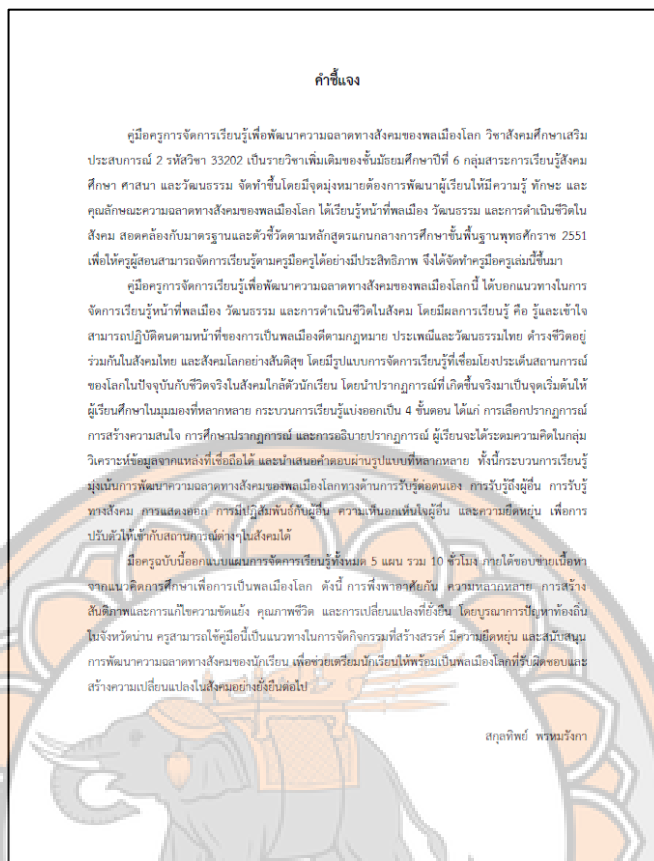 คำชี้แจง
คู่มือครูการจัดการเรียนรู้เพื่อพัฒนาความฉลาดทางสังคมของพลเมืองโลก วิชาสังคมศึกษาเสริม
ประสบการณ์ 2 รหัสวิชา 33202 เป็นรายวิชาเพิ่มเติมของชั้นมัธยมศึกษาปีที่ 6 กลุ่มสาระการเรียนรู้สังคม
ศึกษา ศาสนา และวัฒนธรรม จัดทำขึ้นโดยมีจุดมุ่งหมายต้องการพัฒนาผู้เรียนให้มีความรู้ ทักษะ และ
คุณลักษณะความฉลาดทางสังคมของพลเมืองโลก ได้เรียนรู้หน้าที่พลเมือง วัฒนธรรม และการดำเนินชีวิตใน
สังคม สอดคล้องกับมาตรฐานและตัวชี้วัดตามหลักสูตรแกนกลางการศึกษาขั้นพื้นฐานพุทธศักราช 2551
เพื่อให้ครูผู้สอนสามารถจัดการเรียนรู้ตามครูมือครูได้อย่างมีประสิทธิภาพ จึงได้จัดทำครูมือครูเล่มนี้ขึ้นมา
คู่มือครูการจัดการเรียนรู้เพื่อพัฒนาความฉลาดทางสังคมของพลเมืองโลกนี้ ได้บอกแนวทางในการ
จัดการเรียนรู้หน้าที่พลเมือง วัฒนธรรม และการดำเนินชีวิตในสังคม โดยมีผลการเรียนรู้ คือ รู้และเข้าใจ
สามารถปฏิบัติตนตามหน้าที่ของการเป็นพลเมืองดีตามกฎหมาย ประเพณีและวัฒนธรรมไทย ดำรงชีวิตอยู่
ร่วมกันในสังคมไทย และสังคมโลกอย่างสันติสุข โดยมีรูปแบบการจัดการเรียนรู้ที่เชื่อมโยงประเด็นสถานการณ์
ของโลกในปัจจุบันกับชีวิตจริงในสังคมใกล้ตัวนักเรียน โดยนำปรากฏการณ์ที่เกิดขึ้นจริงมาเป็นจุดเริ่มต้นให้
ผู้เรียนศึกษาในมุมมองที่หลากหลาย กระบวนการเรียนรู้แบ่งออกเป็น 4 ขั้นตอน ได้แก่ การเลือกปรากฏการณ์
การสร้างความสนใจ การศึกษาปรากฏการณ์ และการอธิบายปรากฏการณ์ ผู้เรียนจะได้ระดมความคิดในกลุ่ม
วิเคราะห์ข้อมูลจากแหล่งที่เชื่อถือได้ และนำเสนอคำตอบผ่านรูปแบบที่หลากหลาย ทั้งนี้กระบวนการเรียนรู้
มุ่งเน้นการพัฒนาความฉลาดทางสังคมของพลเมืองโลกทางด้านการรับรู้ต่อตนเอง การรับรู้ถึงผู้อื่น การรับรู้
ทางสังคม การแสดงออก การมีปฏิสัมพันธ์กับผู้อื่น ความเห็นอกเห็นใจผู้อื่น และความยืดหยุ่น เพื่อการ
ปรับตัวให้เข้ากับสถานการณ์ต่างๆในสังคมได้
มือครูฉบับนี้ออกแบบแผนการจัดการเรียนรู้ทั้งหมด 5 แผน รวม 10 ชั่วโมง ภายใต้ขอบข่ายเนื้อหา
จากแนวคิดการศึกษาเพื่อการเป็นพลเมืองโลก ดังนี้ การพึ่งพาอาศัยกัน ความหลากหลาย การสร้าง
สันติภาพและการแก้ไขความขัดแย้ง คุณภาพชีวิต และการเปลี่ยนแปลงที่ยั่งยืน โดยบูรณาการปัญหาท้องถิ่น
ในจังหวัดน่าน ครูสามารถใช้คู่มือนี้เป็นแนวทางในการจัดกิจกรรมที่สร้างสรรค์ มีความยืดหยุ่น และสนับสนุน
การพัฒนาความฉลาดทางสังคมของนักเรียน เพื่อช่วยเตรียมนักเรียนให้พร้อมเป็นพลเมืองโลกที่รับผิดชอบและ
สร้างความเปลี่ยนแปลงในสังคมอย่างยั่งยืนต่อไป
สกุลทิพย์ พรหมรังกา